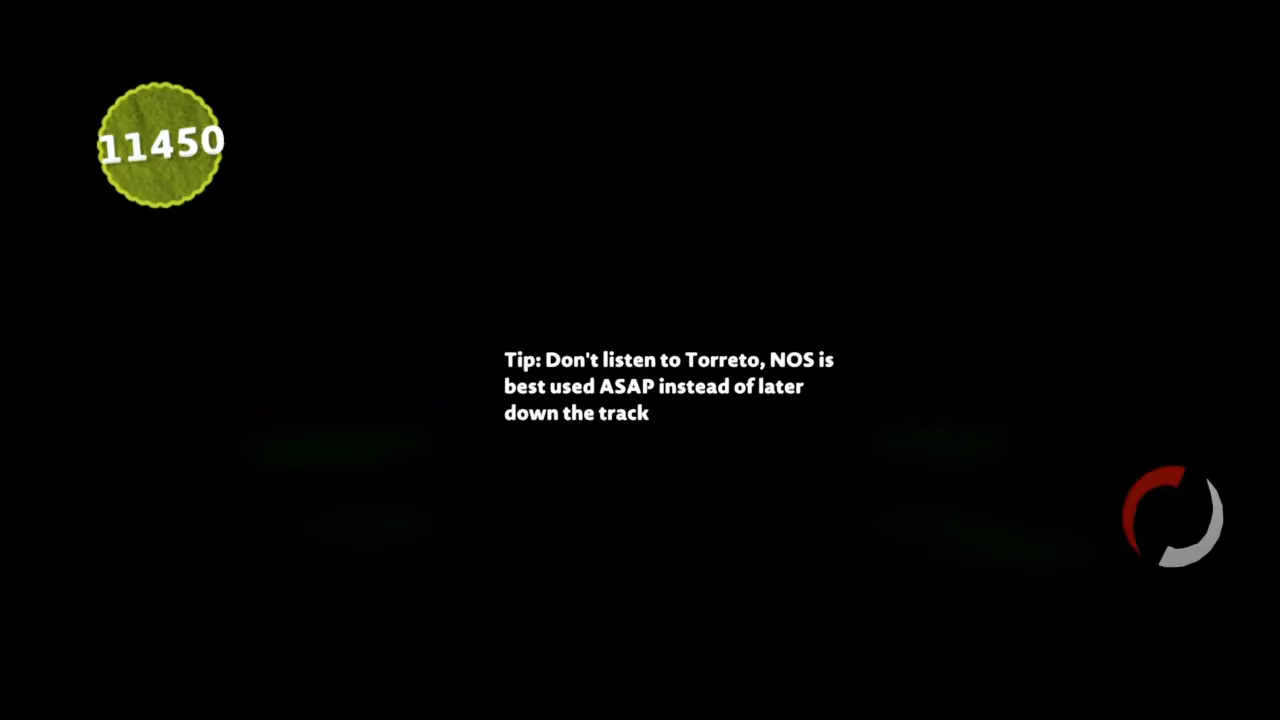 11450
Tip: Don't listen to Torreto, NOS is
best used ASAP instead of later
down the track